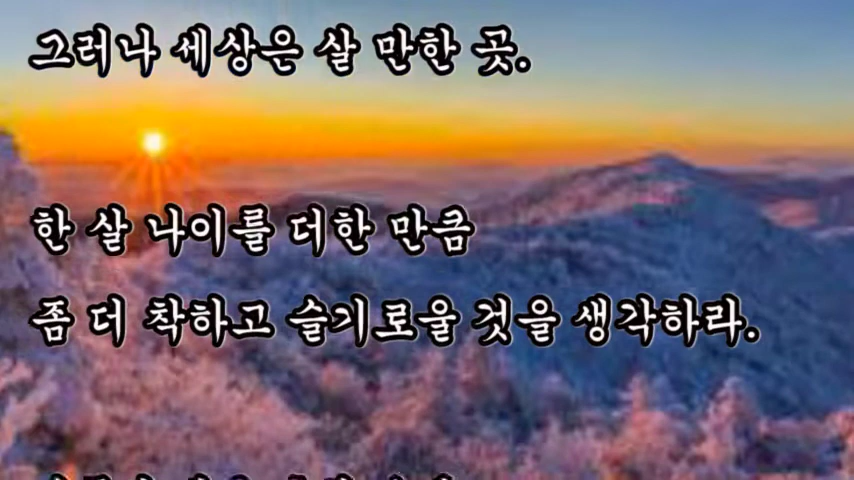 그러나 세상은 살 만한 곳.
한 살 나이를 더한 만큼
좀 더 착하고 슬기로울 것을 생각하라.